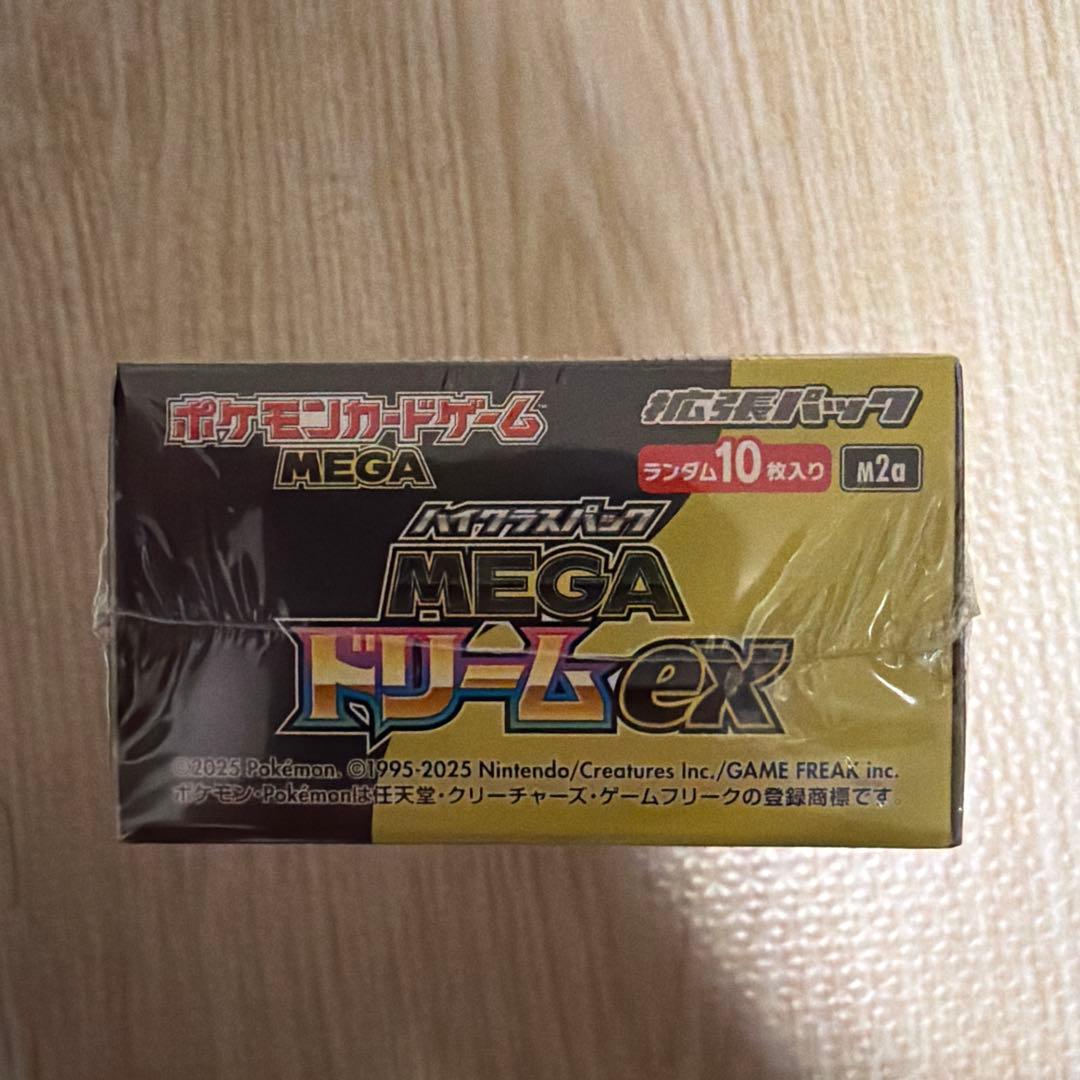 ポケモンカードゲーム™
MEGA
拡張パック
ランダム10枚入り
M2a
ハイクラスパック
MEGA
ドリームex
©2025 Pokémon. ©1995-2025 Nintendo/Creatures Inc./GAME FREAK inc.
ポケモン・Pokémonは任天堂・クリーチャーズ・ゲームフリークの登録商標です。